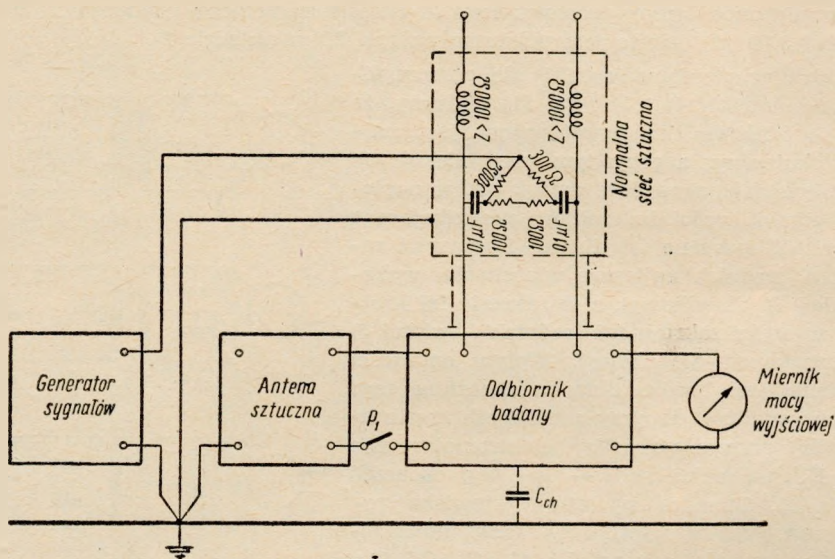 Z>1000Ω
Z>1000Ω
300Ω
300Ω
0,1μF
100Ω
100Ω
0,1μF
Normalna
sieć sztuczna
Generator
sygnałów
Antena
sztuczna
P₁
Odbiornik
badany
Miernik
mocy
wyjściowej
C_ch